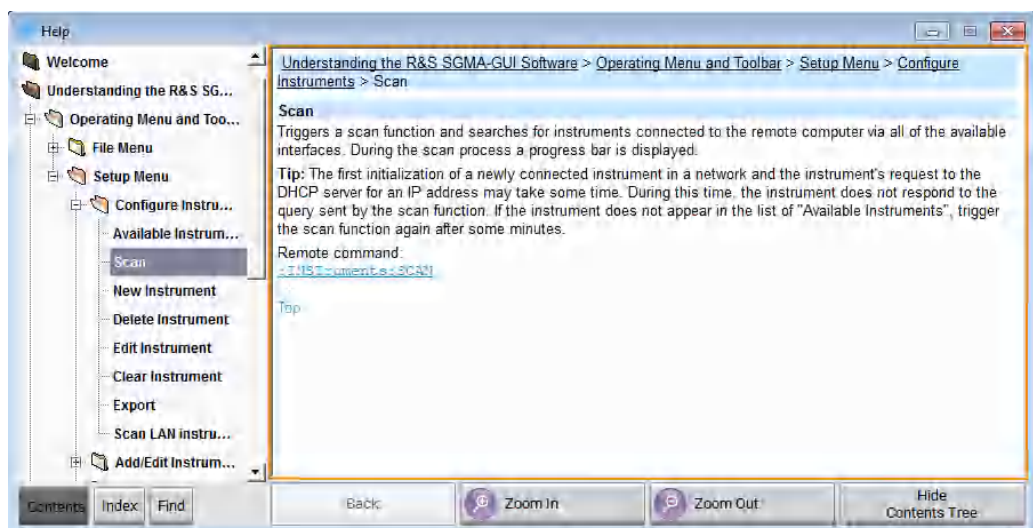 Help
Welcome
Understanding the R&S SG...
Operating Menu and Too...
File Menu
Setup Menu
Configure Instru...
Available Instrum...
Scan
New Instrument
Delete Instrument
Edit Instrument
Clear Instrument
Export
Scan LAN instru...
Add/Edit Instrum...
Contents Index Find
Understanding the R&S SGMA-GUI Software > Operating Menu and Toolbar > Setup Menu > Configure
Instruments > Scan
Scan
Triggers a scan function and searches for instruments connected to the remote computer via all of the available
interfaces. During the scan process a progress bar is displayed.
Tip: The first initialization of a newly connected instrument in a network and the instrument's request to the
DHCP server for an IP address may take some time. During this time, the instrument does not respond to the
query sent by the scan function. If the instrument does not appear in the list of "Available Instruments", trigger
the scan function again after some minutes.
Remote command:
:INSTruments:SCAN
Top
Back
Zoom In
Zoom Out
Hide
Contents Tree